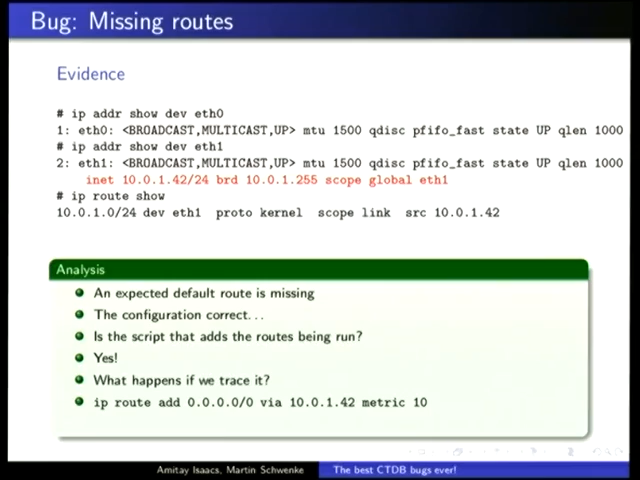 Bug: Missing routes
Evidence
# ip addr show dev eth0
1: eth0: <BROADCAST,MULTICAST,UP> mtu 1500 qdisc pfifo_fast state UP qlen 1000
# ip addr show dev eth1
2: eth1: <BROADCAST,MULTICAST,UP> mtu 1500 qdisc pfifo_fast state UP qlen 1000
inet 10.0.1.42/24 brd 10.0.1.255 scope global eth1
# ip route show
10.0.1.0/24 dev eth1 proto kernel scope link src 10.0.1.42
Analysis
An expected default route is missing
The configuration correct...
Is the script that adds the routes being run?
Yes!
What happens if we trace it?
ip route add 0.0.0.0/0 via 10.0.1.42 metric 10
Amitay Isaacs, Martin Schwenke
The best CTDB bugs ever!